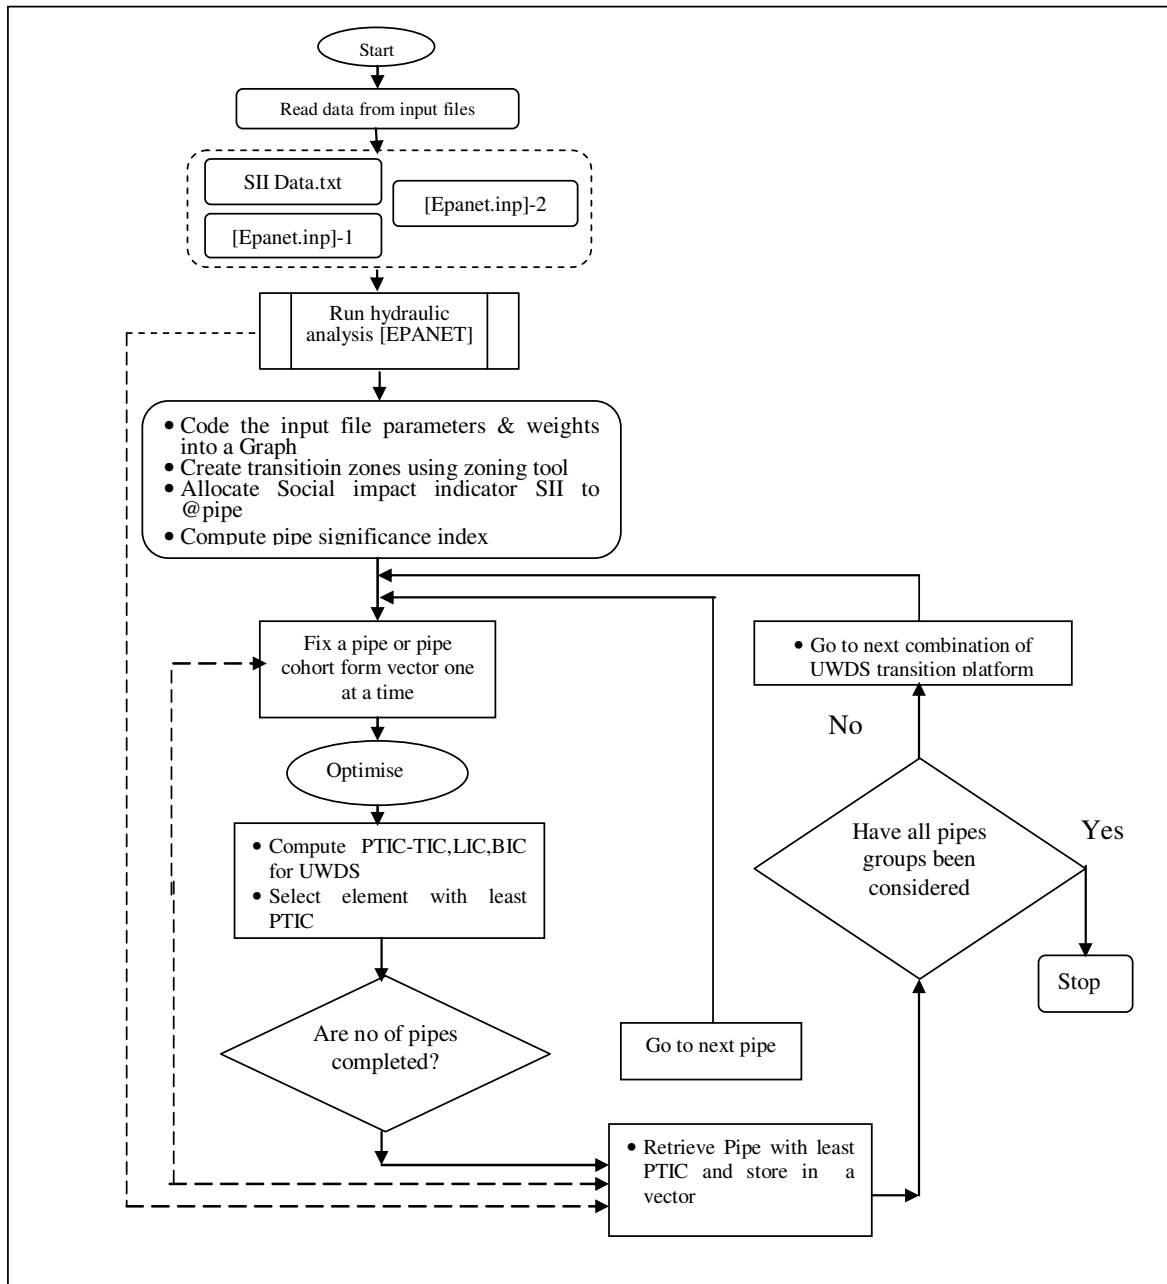 Start
Read data from input files
SII Data.txt
[Epanet.inp]-2
[Epanet.inp]-1
Run hydraulic
analysis [EPANET]
• Code the input file parameters & weights
into a Graph
• Create transitioin zones using zoning tool
• Allocate Social impact indicator SII to
@pipe
• Compute pipe significance index
Fix a pipe or pipe
cohort form vector one
at a time
• Go to next combination of
UWDS transition platform
No
Optimise
Have all pipes
groups been
considered
Yes
• Compute PTIC-TIC,LIC,BIC
for UWDS
• Select element with least
PTIC
Stop
Are no of pipes
completed?
Go to next pipe
• Retrieve Pipe with least
PTIC and store in a
vector